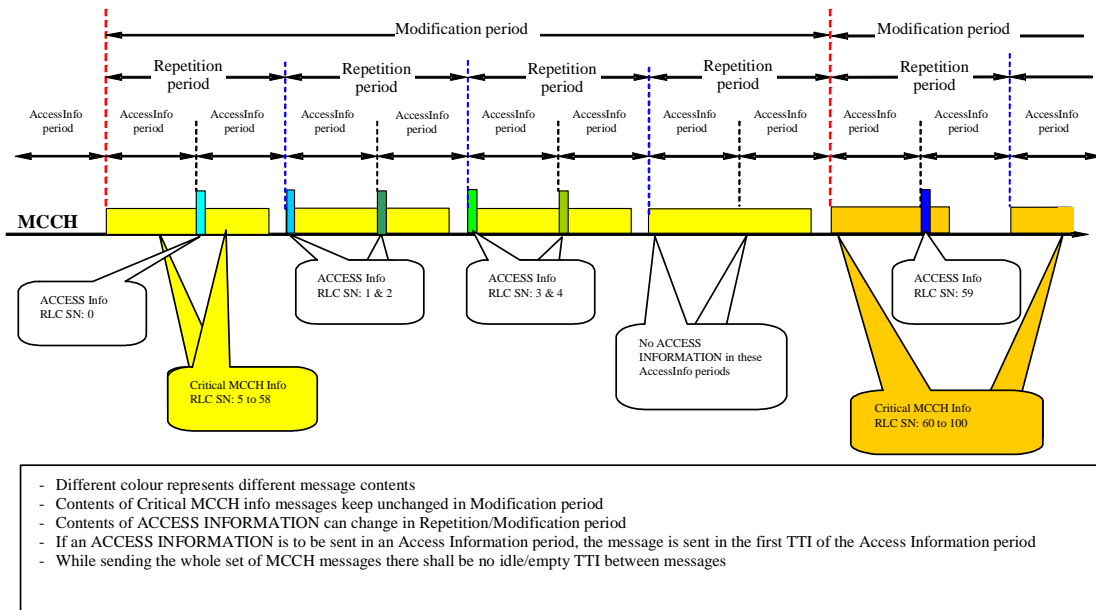 Modification period
Modification period
Repetition
period
Repetition
period
Repetition
period
Repetition
period
Repetition
period
AccessInfo
period
AccessInfo
period
AccessInfo
period
AccessInfo
period
AccessInfo
period
AccessInfo
period
AccessInfo
period
AccessInfo
period
AccessInfo
period
AccessInfo
period
AccessInfo
period
AccessInfo
period
MCCH
ACCESS Info
RLC SN: 0
ACCESS Info
RLC SN: 1 & 2
ACCESS Info
RLC SN: 3 & 4
No ACCESS
INFORMATION in these
AccessInfo periods
ACCESS Info
RLC SN: 59
Critical MCCH Info
RLC SN: 5 to 58
Critical MCCH Info
RLC SN: 60 to 100
- Different colour represents different message contents
- Contents of Critical MCCH info messages keep unchanged in Modification period
- Contents of ACCESS INFORMATION can change in Repetition/Modification period
- If an ACCESS INFORMATION is to be sent in an Access Information period, the message is sent in the first TTI of the Access Information period
- While sending the whole set of MCCH messages there shall be no idle/empty TTI between messages